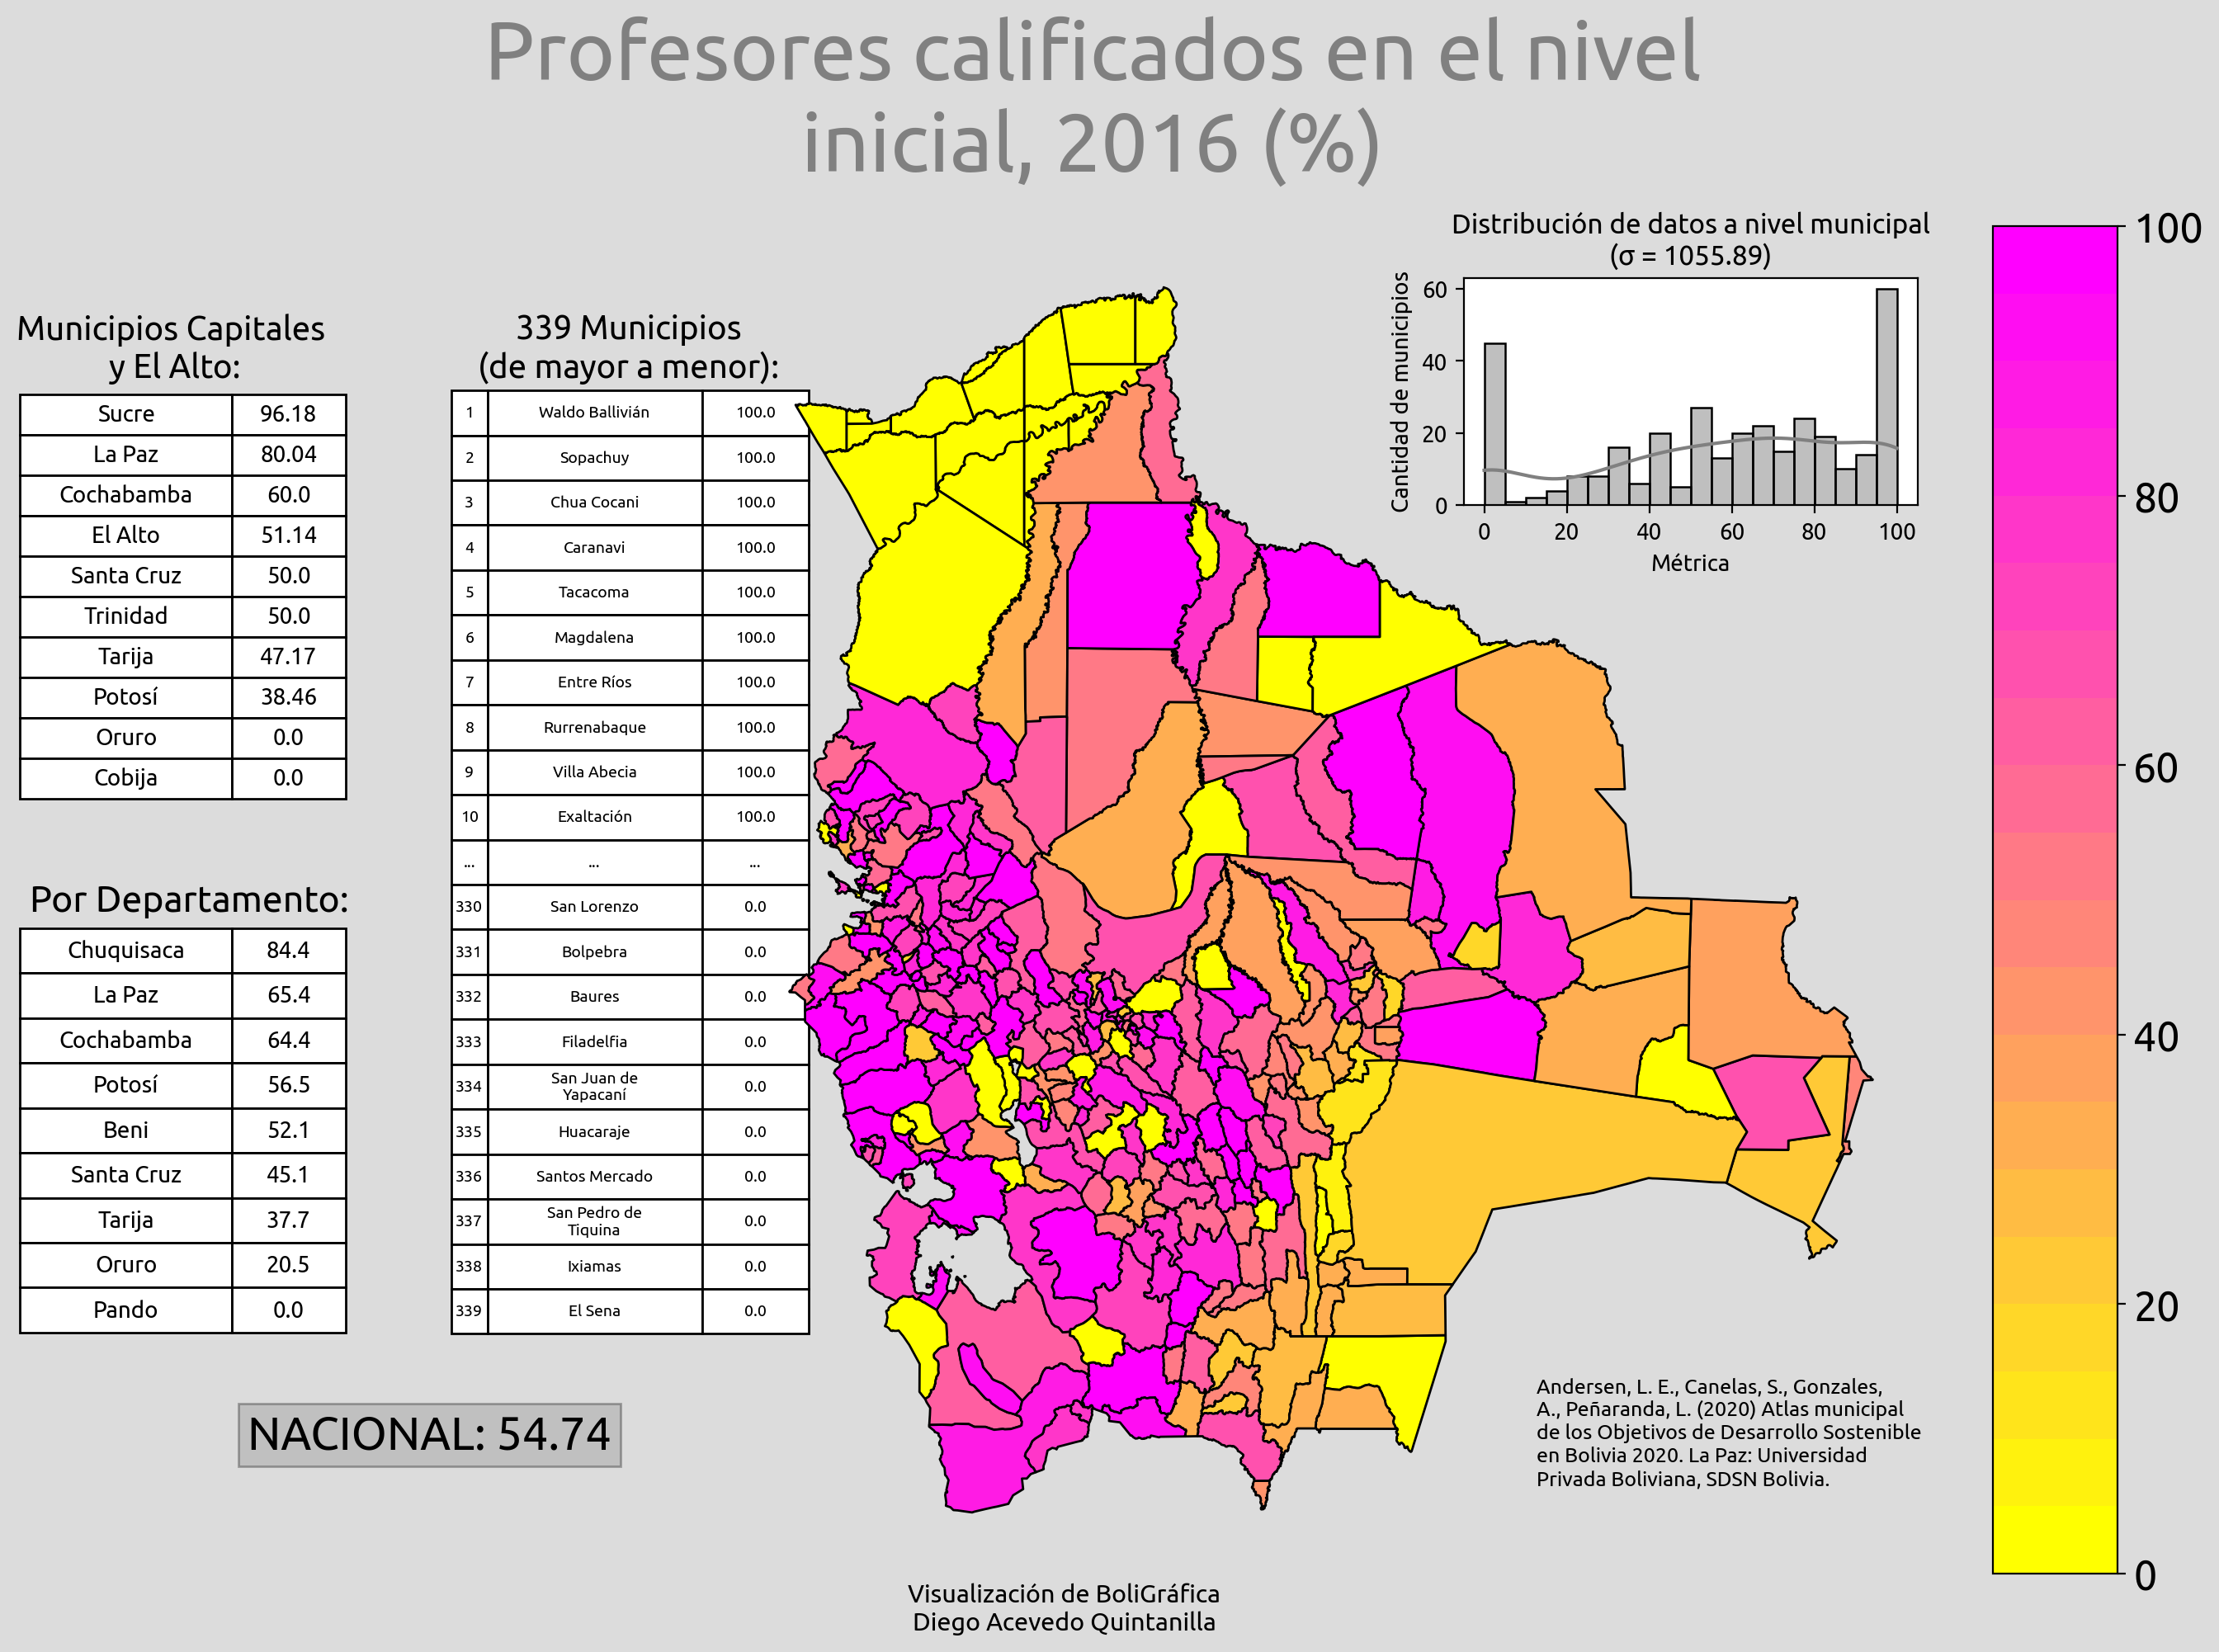 Profesores calificados en el nivel
inicial, 2016 (%)
Municipios Capitales
y El Alto:
Sucre 96.18
La Paz 80.04
Cochabamba 60.0
El Alto 51.14
Santa Cruz 50.0
Trinidad 50.0
Tarija 47.17
Potosí 38.46
Oruro 0.0
Cobija 0.0
Por Departamento:
Chuquisaca 84.4
La Paz 65.4
Cochabamba 64.4
Potosí 56.5
Beni 52.1
Santa Cruz 45.1
Tarija 37.7
Oruro 20.5
Pando 0.0
NACIONAL: 54.74
339 Municipios
(de mayor a menor):
1 Waldo Ballivián 100.0
2 Sopachuy 100.0
3 Chua Cocani 100.0
4 Caranavi 100.0
5 Tacacoma 100.0
6 Magdalena 100.0
7 Entre Ríos 100.0
8 Rurrenabaque 100.0
9 Villa Abecia 100.0
10 Exaltación 100.0
... ... ...
330 San Lorenzo 0.0
331 Bolpebra 0.0
332 Baures 0.0
333 Filadelfia 0.0
334 San Juan de
Yapacaní 0.0
335 Huacaraje 0.0
336 Santos Mercado 0.0
337 San Pedro de
Tiquina 0.0
338 Ixiamas 0.0
339 El Sena 0.0
Distribución de datos a nivel municipal
(σ = 1055.89)
Cantidad de municipios
60
40
20
0
0 20 40 60 80 100
Métrica
100
80
60
40
20
0
Andersen, L. E., Canelas, S., Gonzales,
A., Peñaranda, L. (2020) Atlas municipal
de los Objetivos de Desarrollo Sostenible
en Bolivia 2020. La Paz: Universidad
Privada Boliviana, SDSN Bolivia.
Visualización de BoliGráfica
Diego Acevedo Quintanilla